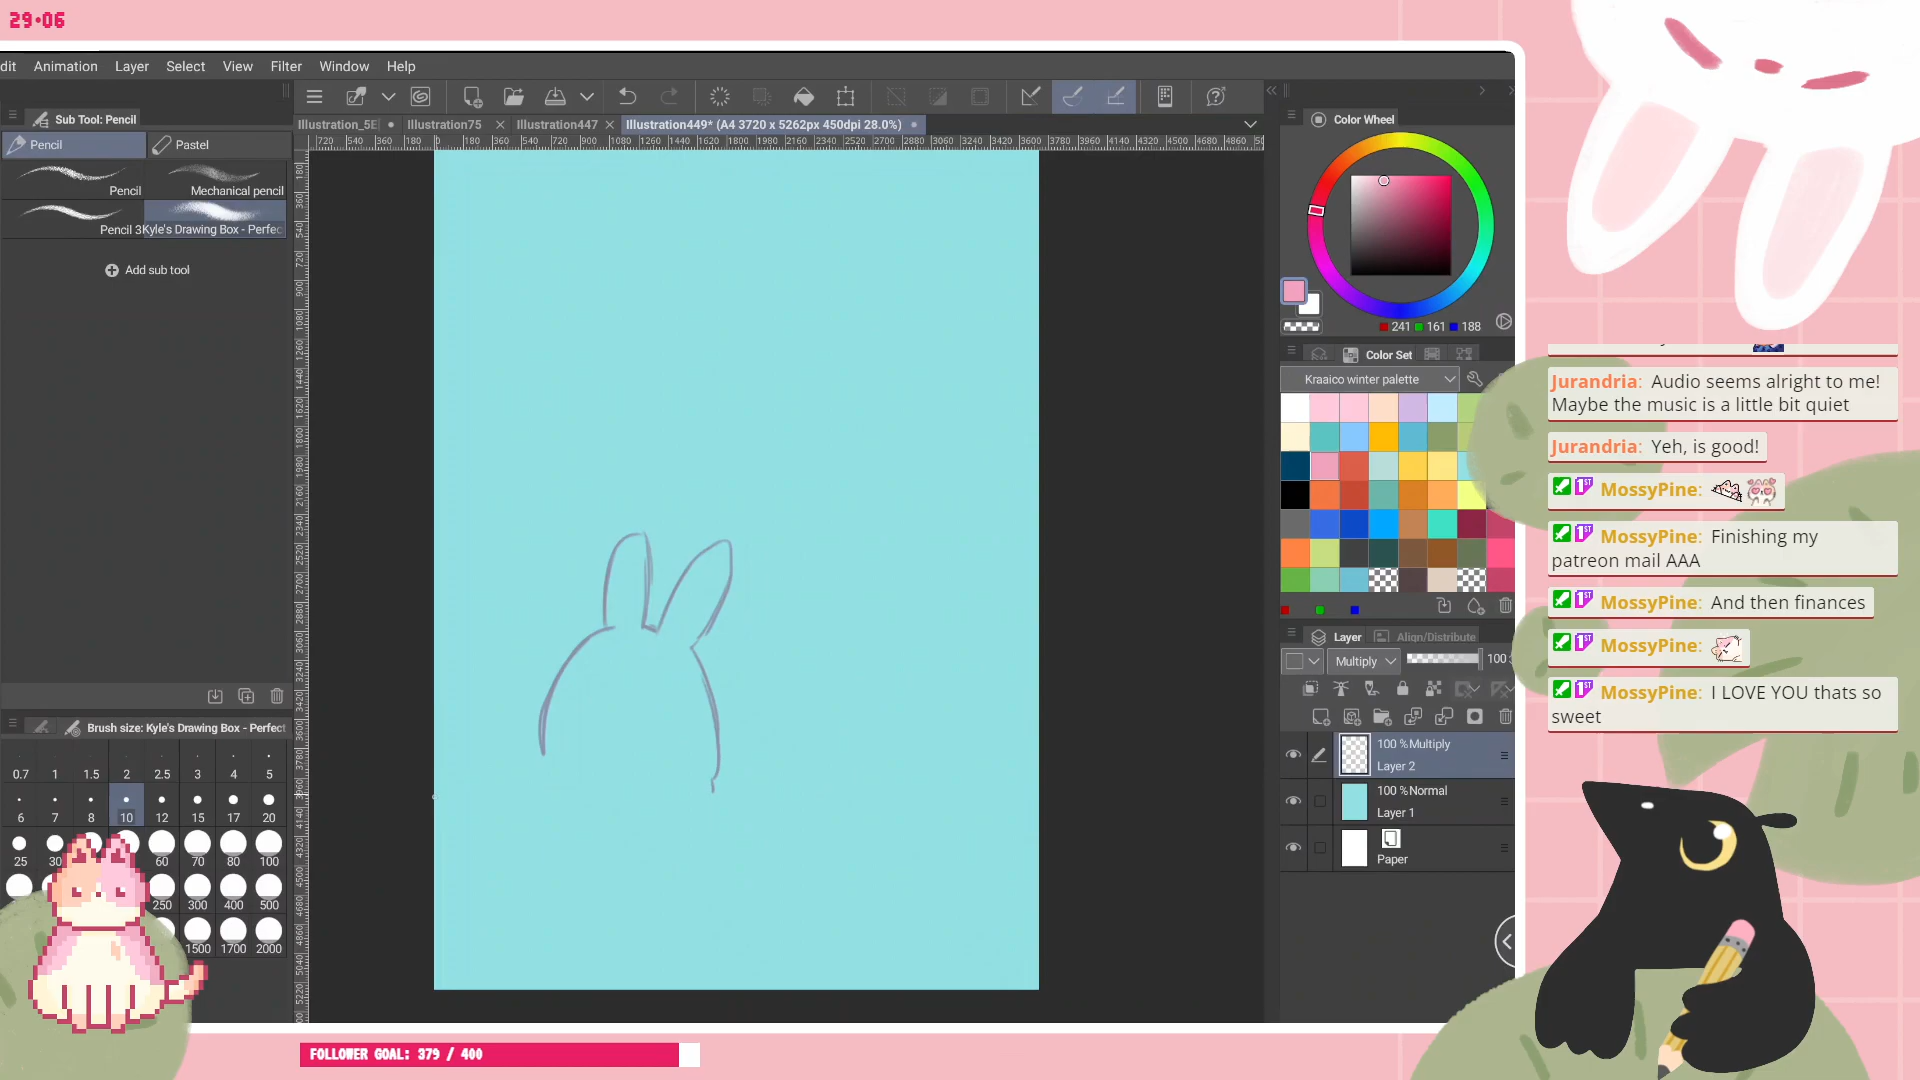 29:06
dit Animation Layer Select View Filter Window Help
Sub Tool: Pencil
Illustration_5E Illustration75 Illustration447 Illustration449* (A4 3720 x 5262px 450dpi 28.0%)
Pencil Pastel
Pencil Mechanical pencil
Pencil 3 Kyle's Drawing Box - Perfec
Add sub tool
Color Wheel
241 161 188
Color Set
Kraaico winter palette
Layer Align/Distribute
Multiply 100
100 %Multiply
Layer 2
100 %Normal
Layer 1
Paper
Brush size: Kyle's Drawing Box - Perfect
0.7 1 1.5 2 2.5 3 4 5
6 7 8 10 12 15 17 20
25 30 60 70 80 100
250 300 400 500
1500 1700 2000
Jurandria: Audio seems alright to me!
Maybe the music is a little bit quiet
Jurandria: Yeh, is good!
MossyPine:
MossyPine: Finishing my
patreon mail AAA
MossyPine: And then finances
MossyPine:
MossyPine: I LOVE YOU thats so
sweet
FOLLOWER GOAL: 379 / 400